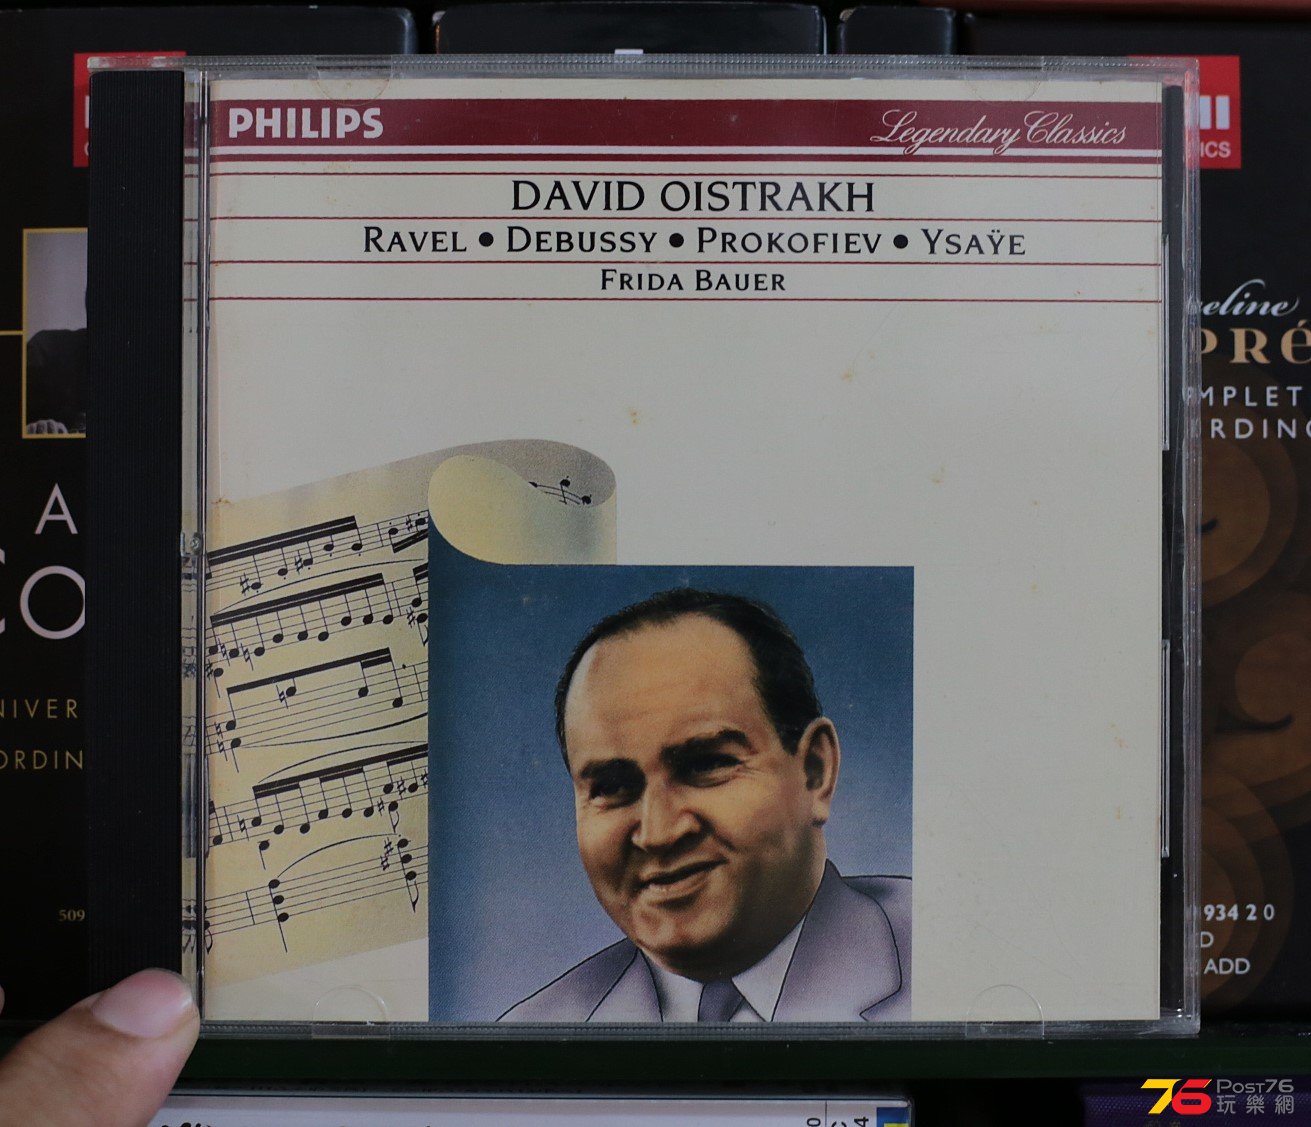 PHILIPS
Legendary Classics
DAVID OISTRAKH
RAVEL • DEBUSSY • PROKOFIEV • YSAŸE
FRIDA BAUER
ICS
eline
PRÉ
MPLET
RDING
A
CO
NIVER
ORDIN
509
934 2 0
D
ADD
76 POST76
玩樂網